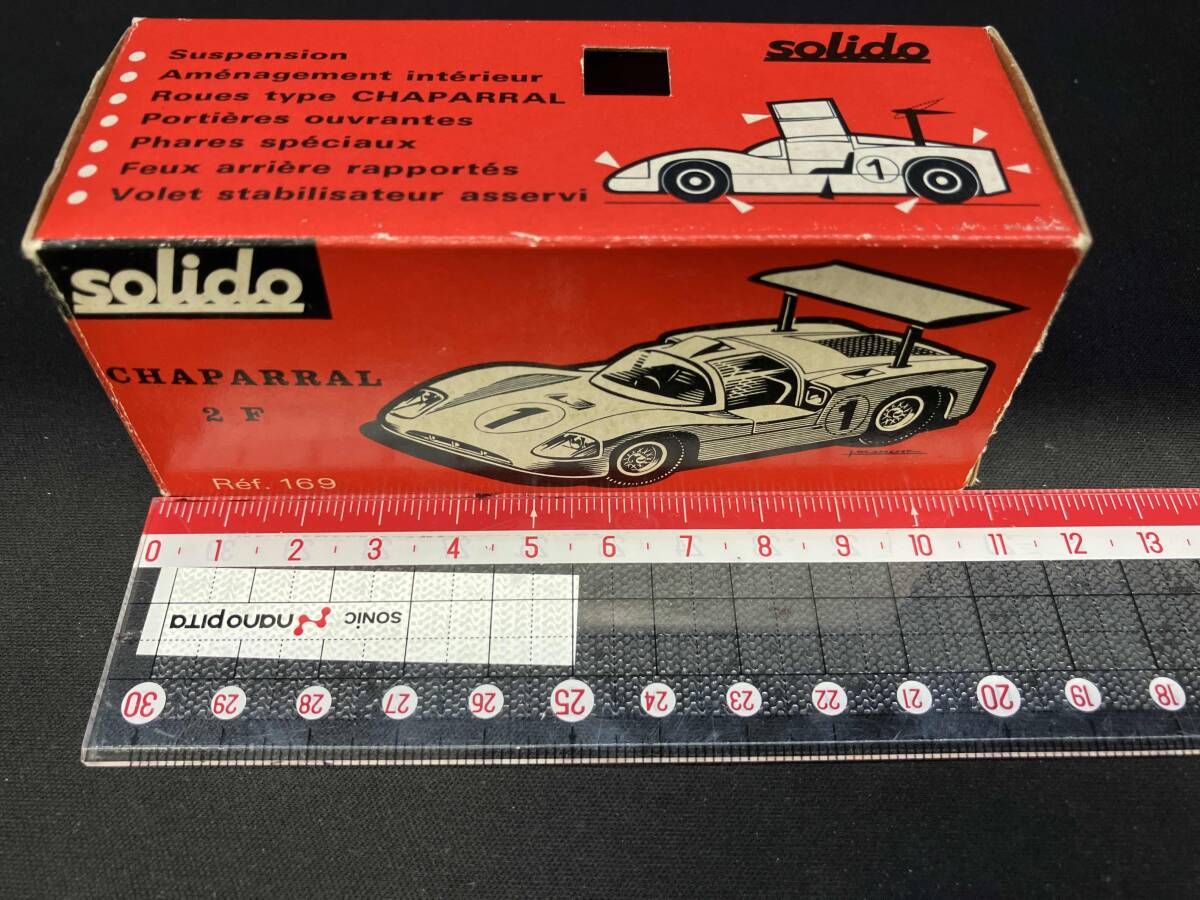 Suspension
Aménagement intérieur
Roues type CHAPARRAL
Portières ouvrantes
Phares spéciaux
Feux arrière rapportés
Volet stabilisateur asservi
solido
1
solido
CHAPARRAL
2 F
Réf. 169
1
1
0 1 2 3 4 5 6 7 8 9 10 11 12 13
SONIC nanopita
30 29 28 27 26 25 24 23 22 21 20 19 18